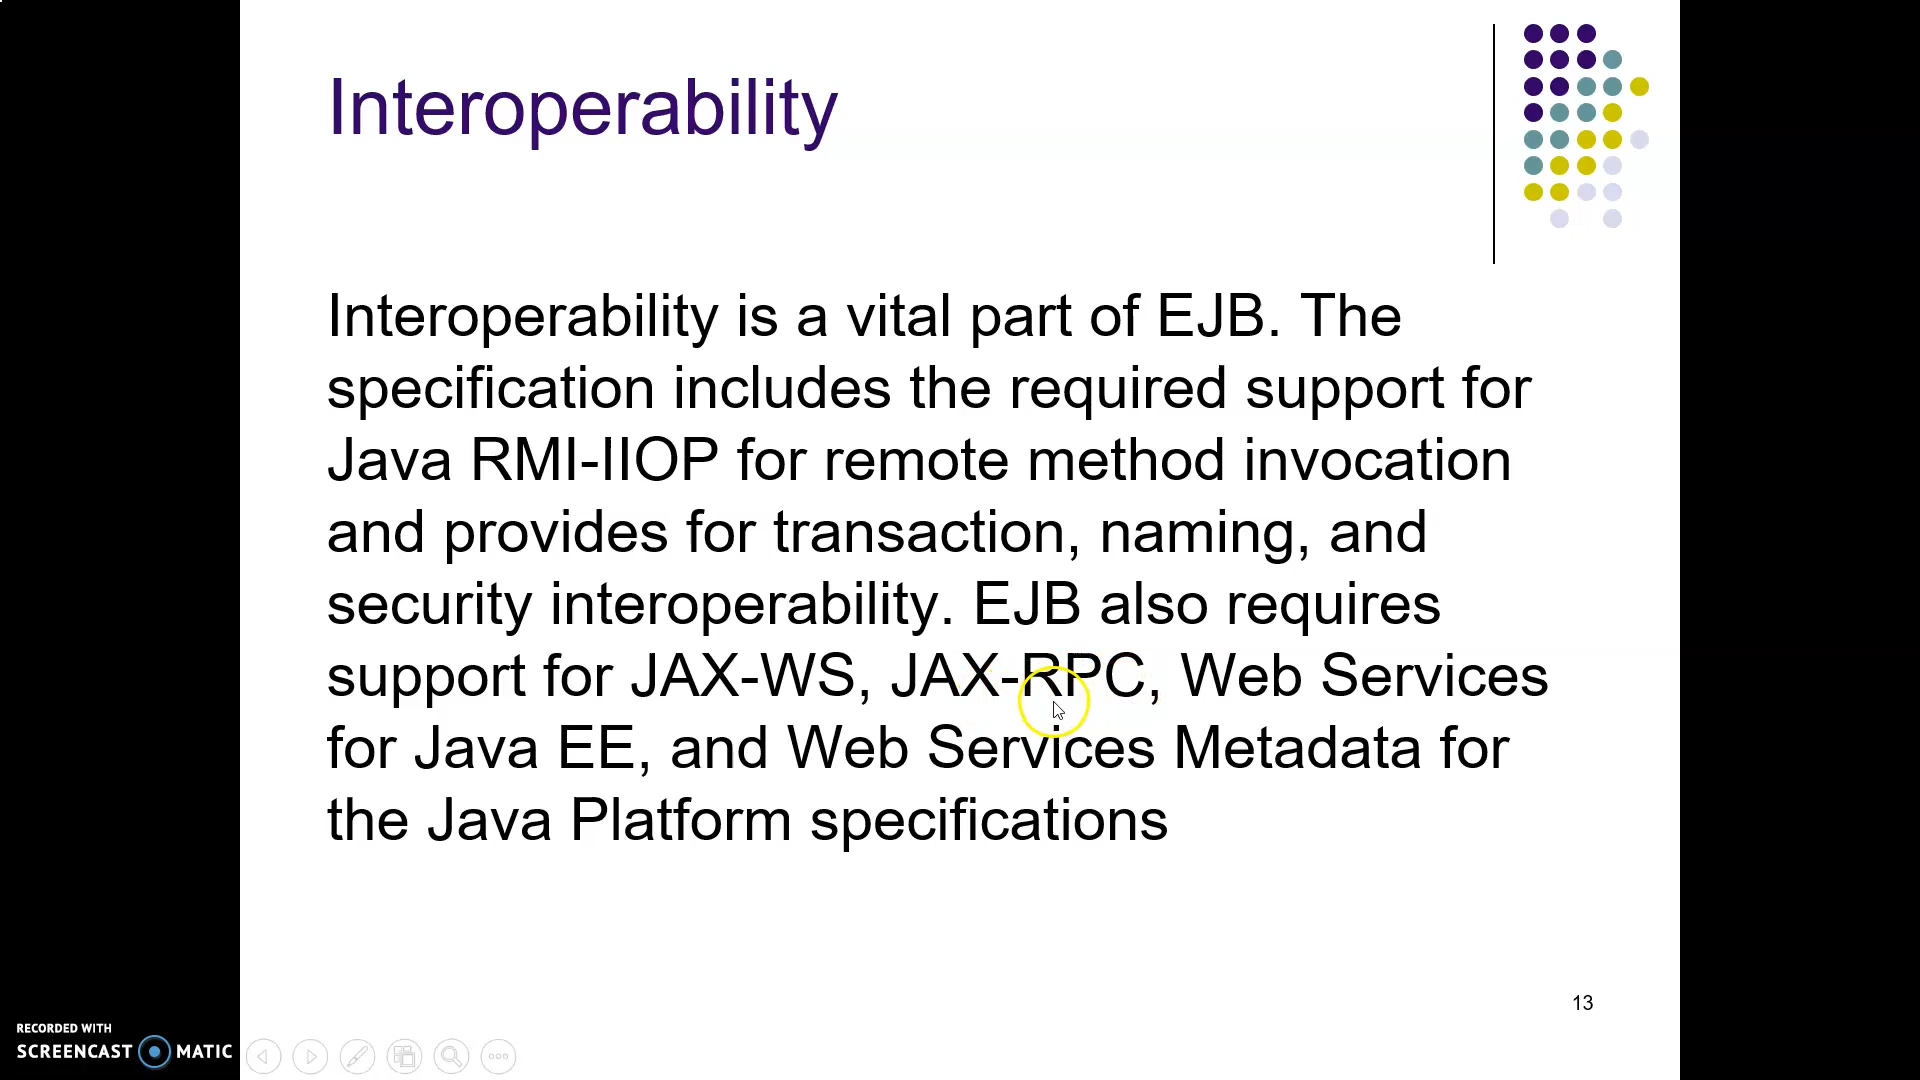 Interoperability
Interoperability is a vital part of EJB. The
specification includes the required support for
Java RMI-IIOP for remote method invocation
and provides for transaction, naming, and
security interoperability. EJB also requires
support for JAX-WS, JAX-RPC, Web Services
for Java EE, and Web Services Metadata for
the Java Platform specifications
13
RECORDED WITH
SCREENCAST MATIC